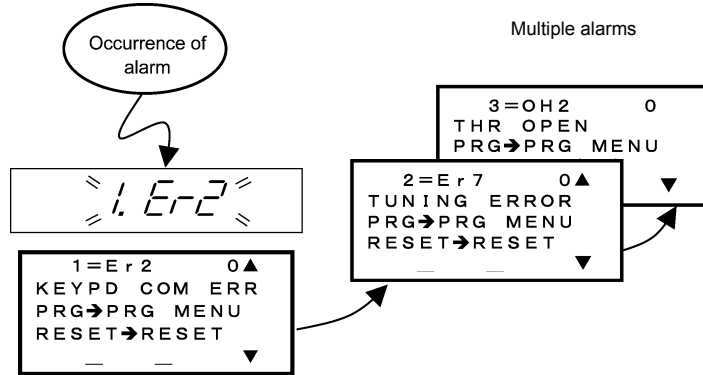 Occurrence of
alarm
Multiple alarms
1. Er2
1=Er2 0▲
KEYPD COM ERR
PRG➔PRG MENU
RESET➔RESET
▼
2=Er7 0▲
TUNING ERROR
PRG➔PRG MENU
RESET➔RESET
▼
3=OH2 0
THR OPEN
PRG➔PRG MENU
▼